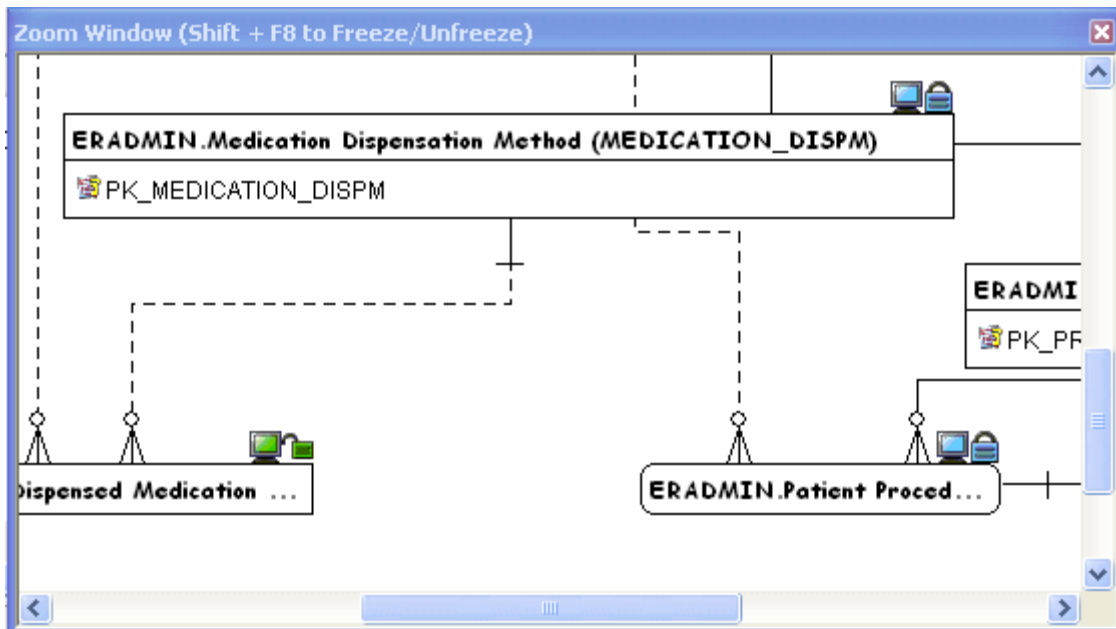 Zoom Window (Shift + F8 to Freeze/Unfreeze)
ERADMIN.Medication Dispensation Method (MEDICATION_DISPM)
PK_MEDICATION_DISPM
ERADMI
PK_PR
Dispensed Medication ...
ERADMIN.Patient Proced...